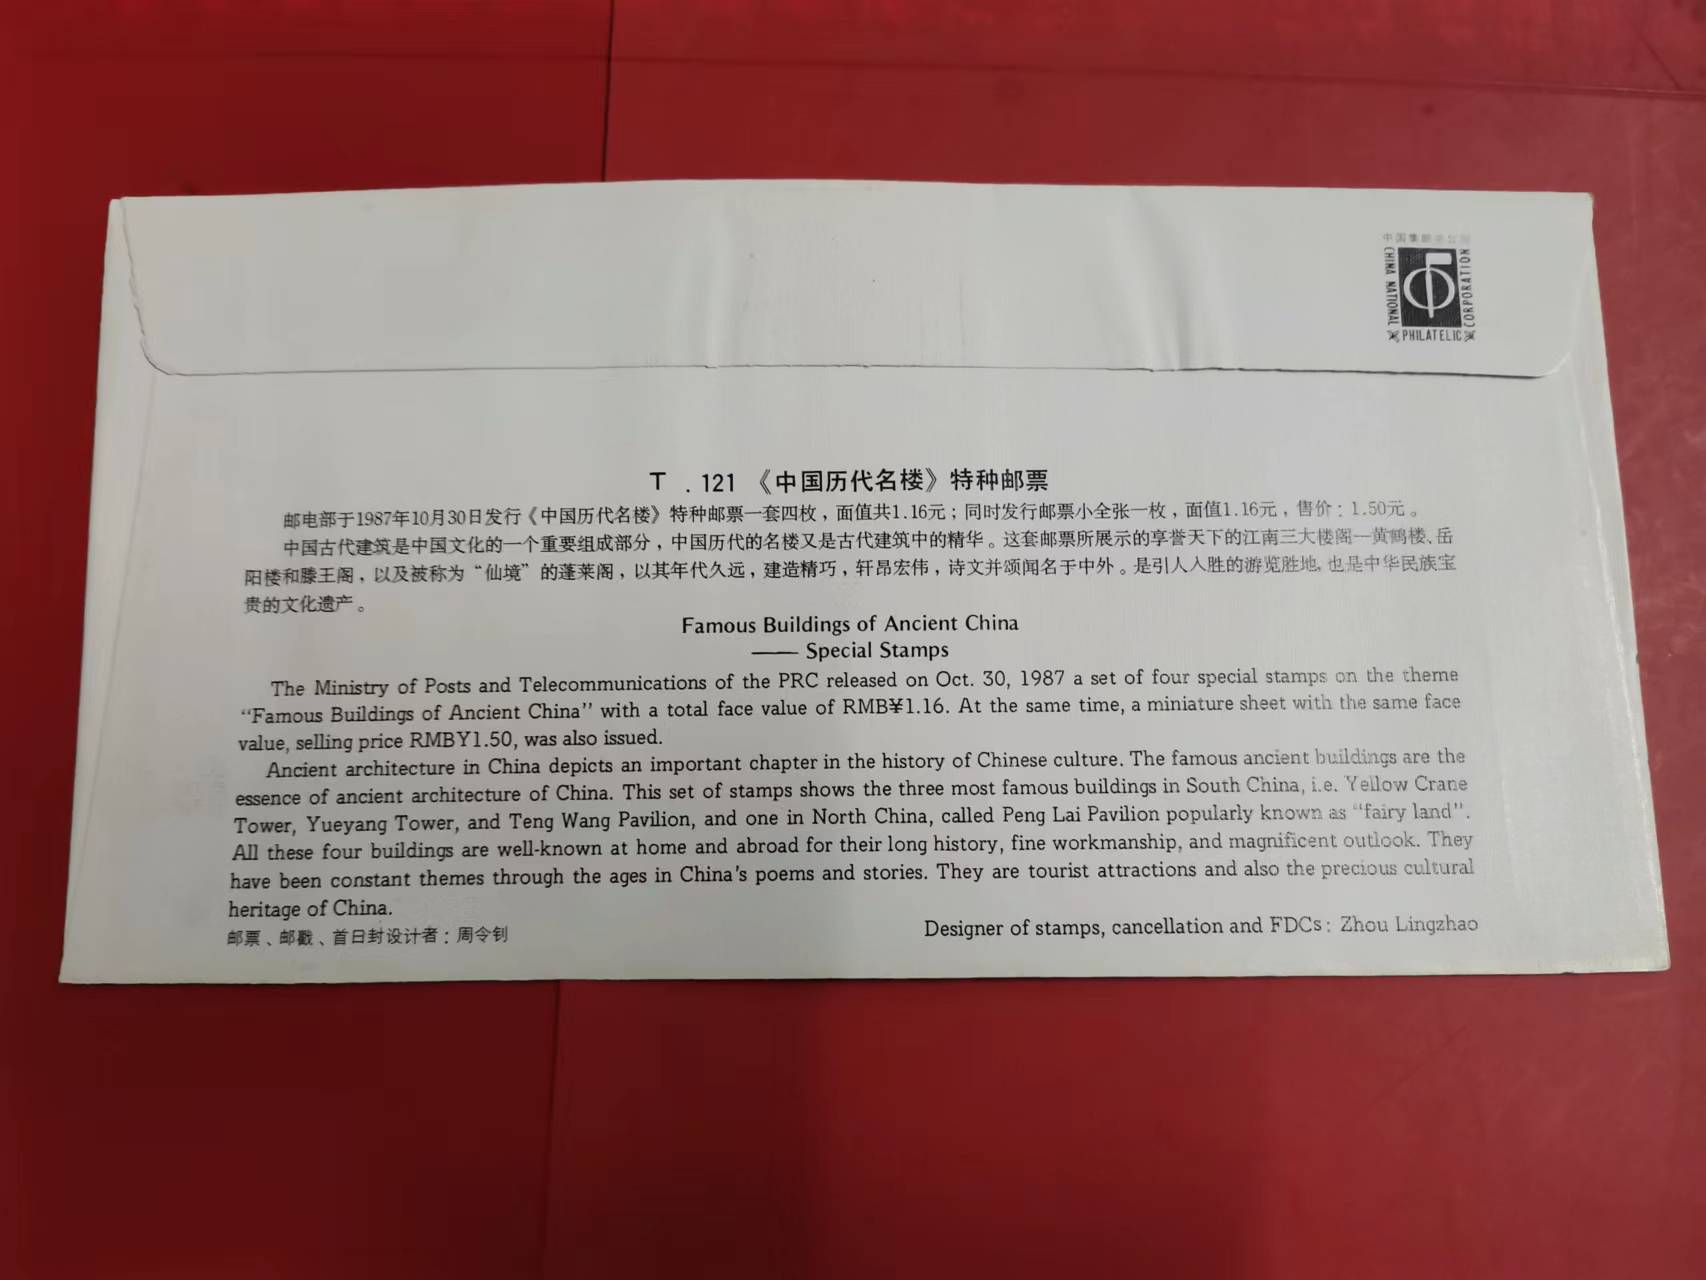 中国集邮总公司
CHINA NATIONAL
PHILATELIC
CORPORATION
T . 121 《中国历代名楼》特种邮票
邮电部于1987年10月30日发行《中国历代名楼》特种邮票一套四枚，面值共1.16元；同时发行邮票小全张一枚，面值1.16元，售价：1.50元。
中国古代建筑是中国文化的一个重要组成部分，中国历代的名楼又是古代建筑中的精华。这套邮票所展示的享誉天下的江南三大楼阁—黄鹤楼、岳
阳楼和滕王阁，以及被称为“仙境”的蓬莱阁，以其年代久远，建造精巧，轩昂宏伟，诗文并颂闻名于中外。是引人入胜的游览胜地，也是中华民族宝
贵的文化遗产。
Famous Buildings of Ancient China
—— Special Stamps
The Ministry of Posts and Telecommunications of the PRC released on Oct. 30, 1987 a set of four special stamps on the theme
“Famous Buildings of Ancient China” with a total face value of RMB¥1.16. At the same time, a miniature sheet with the same face
value, selling price RMBY1.50, was also issued.
Ancient architecture in China depicts an important chapter in the history of Chinese culture. The famous ancient buildings are the
essence of ancient architecture of China. This set of stamps shows the three most famous buildings in South China, i.e. Yellow Crane
Tower, Yueyang Tower, and Teng Wang Pavilion, and one in North China, called Peng Lai Pavilion popularly known as “fairy land”.
All these four buildings are well-known at home and abroad for their long history, fine workmanship, and magnificent outlook. They
have been constant themes through the ages in China's poems and stories. They are tourist attractions and also the precious cultural
heritage of China.
邮票、邮戳、首日封设计者：周令钊
Designer of stamps, cancellation and FDCs: Zhou Lingzhao